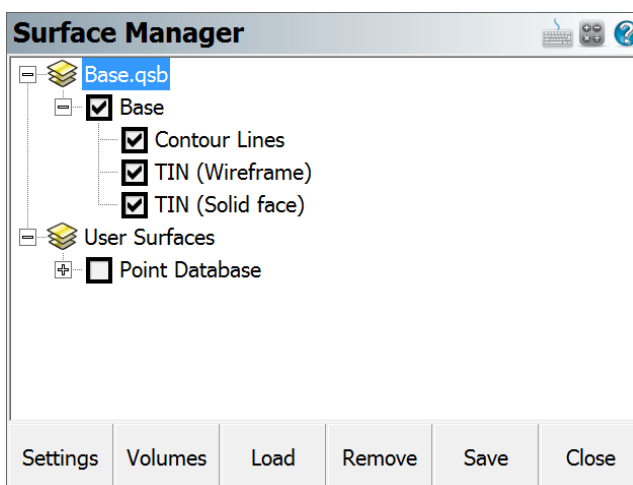 Surface Manager
Base.qsb
Base
Contour Lines
TIN (Wireframe)
TIN (Solid face)
User Surfaces
Point Database
Settings Volumes Load Remove Save Close